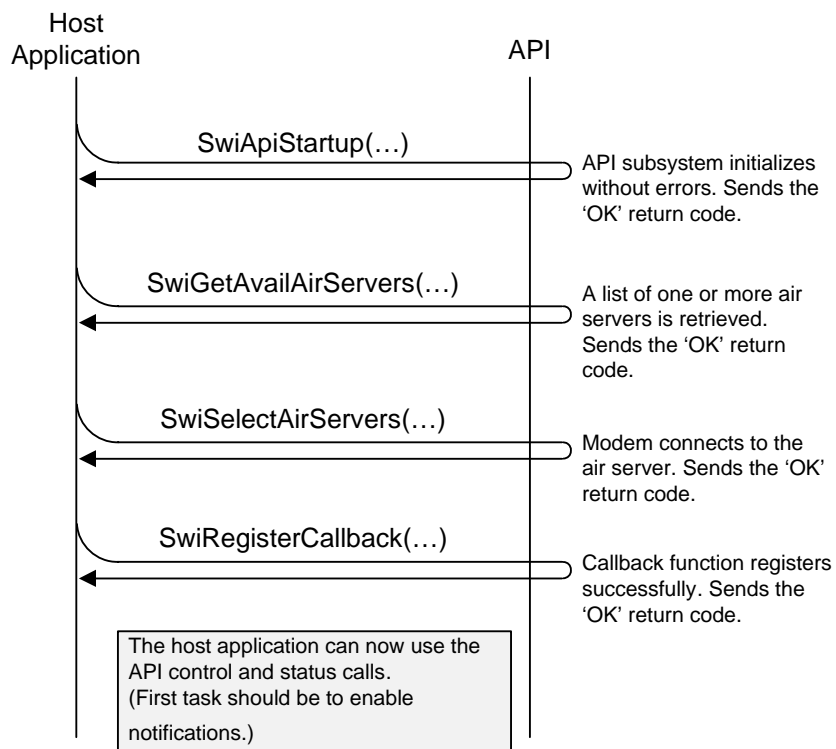 Host
Application
API
SwiApiStartup(…)
API subsystem initializes
without errors. Sends the
‘OK’ return code.
SwiGetAvailAirServers(…)
A list of one or more air
servers is retrieved.
Sends the ‘OK’ return
code.
SwiSelectAirServers(…)
Modem connects to the
air server. Sends the ‘OK’
return code.
SwiRegisterCallback(…)
Callback function registers
successfully. Sends the
‘OK’ return code.
The host application can now use the
API control and status calls.
(First task should be to enable
notifications.)